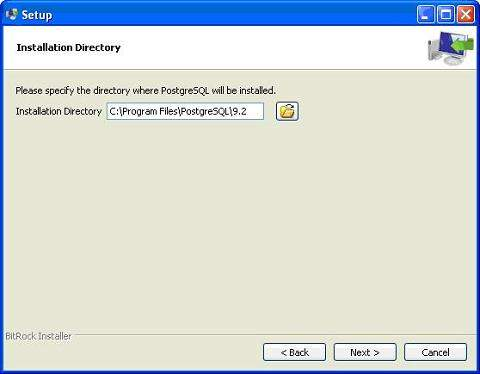 Setup
Installation Directory
Please specify the directory where PostgreSQL will be installed.
Installation Directory C:\Program Files\PostgreSQL\9.2
BitRock Installer
< Back Next > Cancel